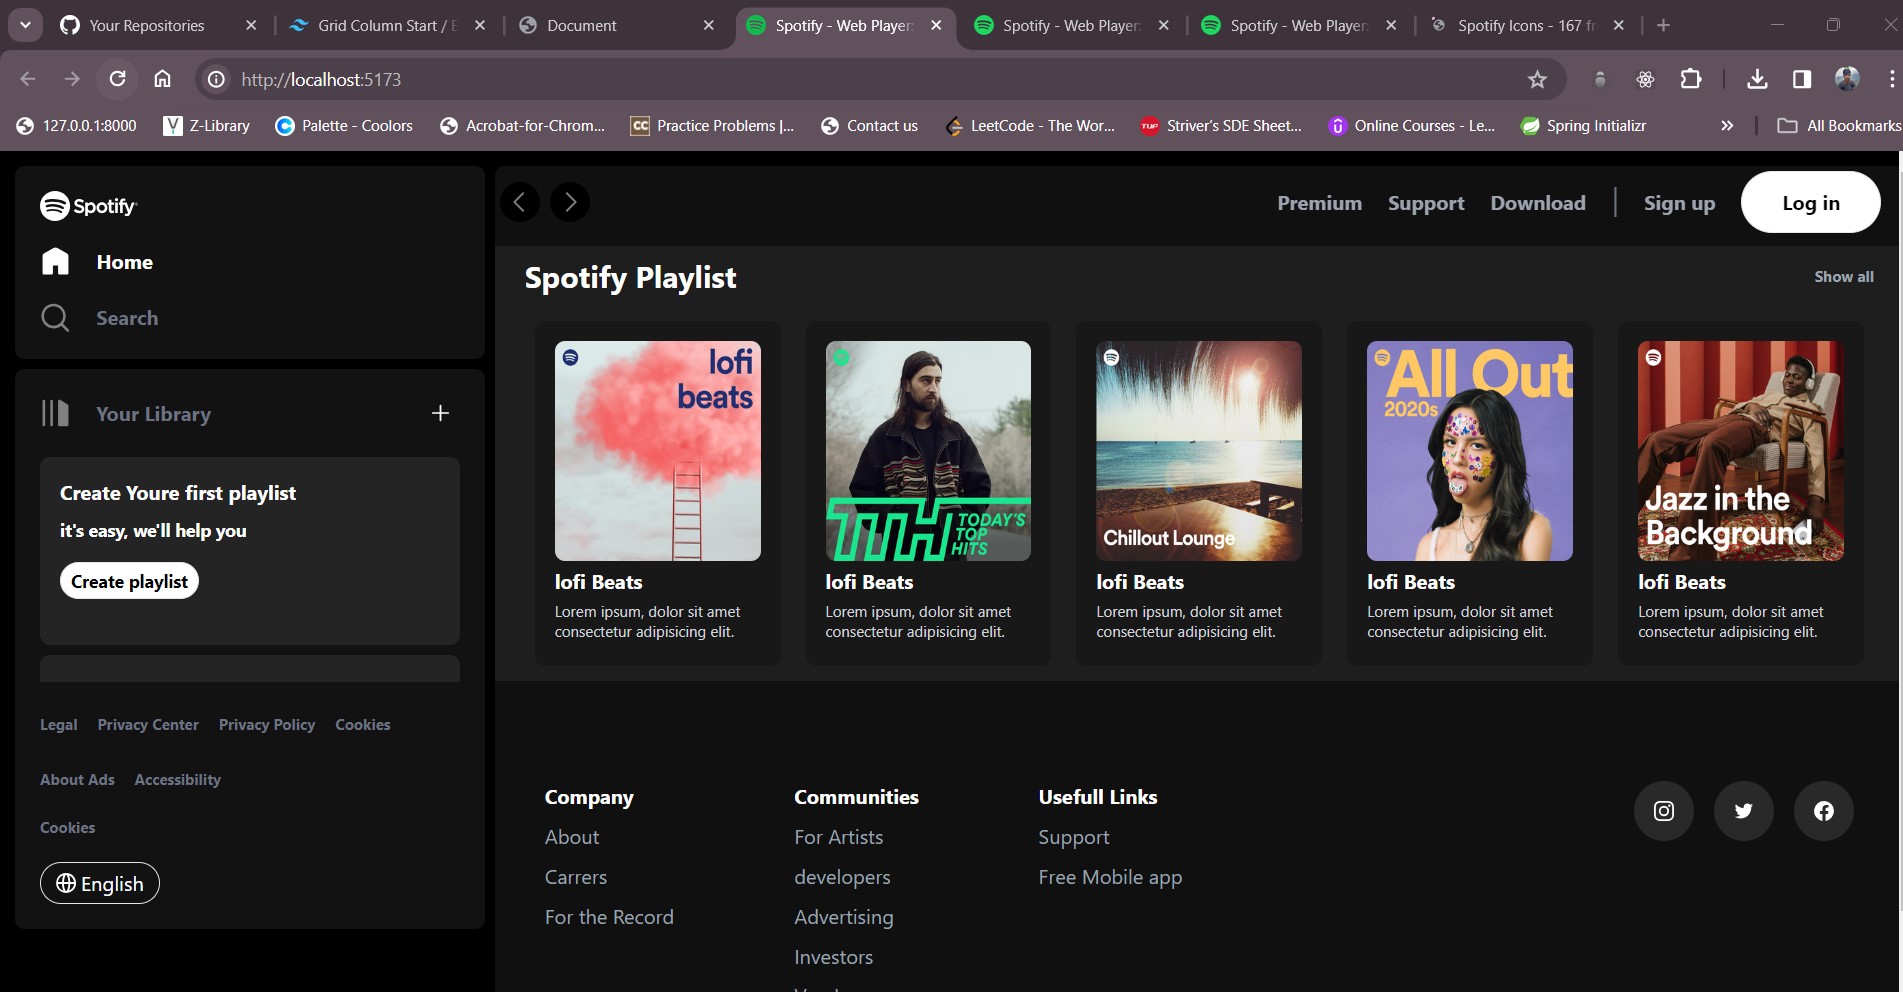 Your Repositories
Grid Column Start / E
Document
Spotify - Web Player:
Spotify - Web Player:
Spotify - Web Player:
Spotify Icons - 167 fr
http://localhost:5173
127.0.0.1:8000
Z-Library
Palette - Coolors
Acrobat-for-Chrom...
CC Practice Problems |...
Contact us
LeetCode - The Wor...
TUF Striver's SDE Sheet...
Online Courses - Le...
Spring Initializr
All Bookmarks
Spotify
Home
Search
Your Library
Create Youre first playlist
it's easy, we'll help you
Create playlist
Legal Privacy Center Privacy Policy Cookies
About Ads Accessibility
Cookies
English
Premium Support Download Sign up Log in
Spotify Playlist
Show all
lofi
beats
lofi Beats
Lorem ipsum, dolor sit amet
consectetur adipisicing elit.
TTH TODAY'S
TOP
HITS
lofi Beats
Lorem ipsum, dolor sit amet
consectetur adipisicing elit.
Chillout Lounge
lofi Beats
Lorem ipsum, dolor sit amet
consectetur adipisicing elit.
All Out
2020s
lofi Beats
Lorem ipsum, dolor sit amet
consectetur adipisicing elit.
Jazz in the
Background
lofi Beats
Lorem ipsum, dolor sit amet
consectetur adipisicing elit.
Company
About
Carrers
For the Record
Communities
For Artists
developers
Advertising
Investors
Usefull Links
Support
Free Mobile app